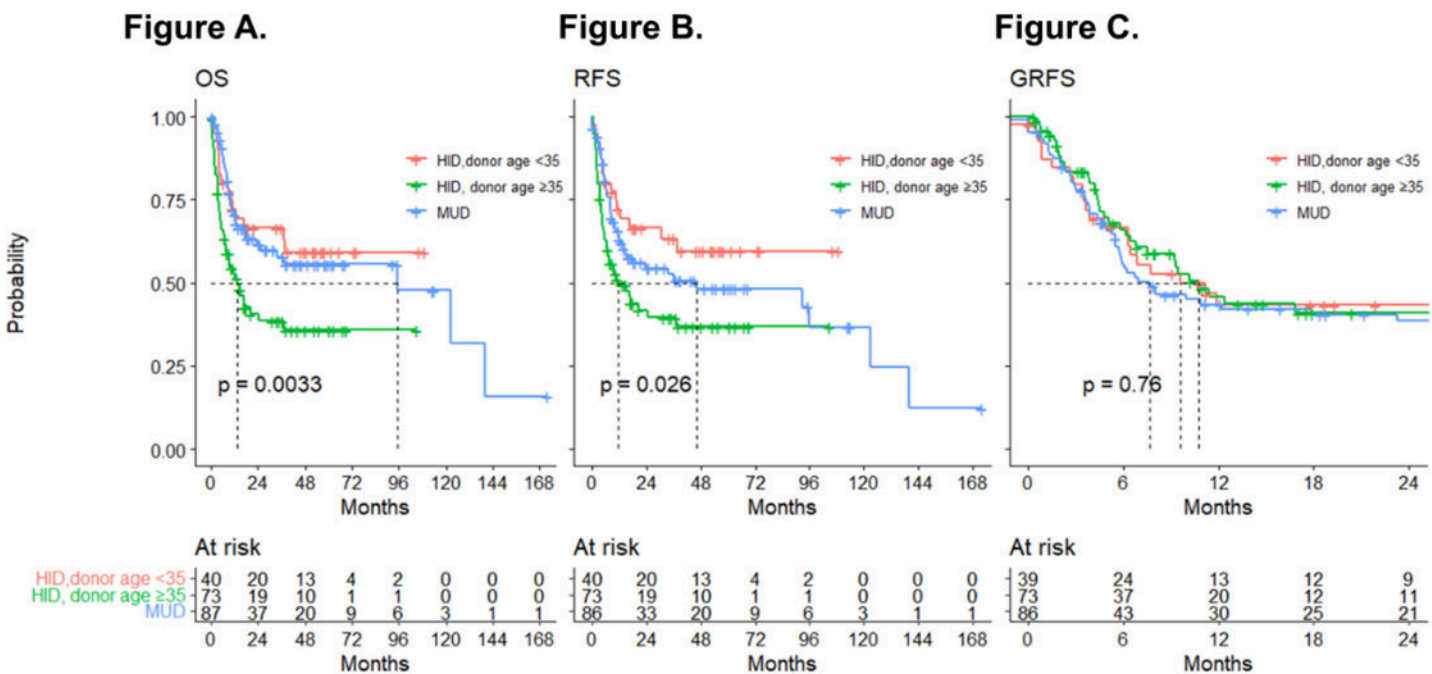 Figure A.
Figure B.
Figure C.
OS
RFS
GRFS
Probability
1.00
0.75
0.50
0.25
0.00
HID,donor age <35
HID, donor age ≥35
MUD
p = 0.0033
0 24 48 72 96 120 144 168
Months
HID,donor age <35
HID, donor age ≥35
MUD
p = 0.026
0 24 48 72 96 120 144 168
Months
HID,donor age <35
HID, donor age ≥35
MUD
p = 0.76
0 6 12 18 24
Months
At risk
HID,donor age <35 40 20 13 4 2 0 0 0
HID, donor age ≥35 73 19 10 1 1 0 0 0
MUD 87 37 20 9 6 3 1 1
0 24 48 72 96 120 144 168
Months
At risk
40 20 13 4 2 0 0 0
73 19 10 1 1 0 0 0
86 33 20 9 6 3 1 1
0 24 48 72 96 120 144 168
Months
At risk
39 24 13 12 9
73 37 20 12 11
86 43 30 25 21
0 6 12 18 24
Months